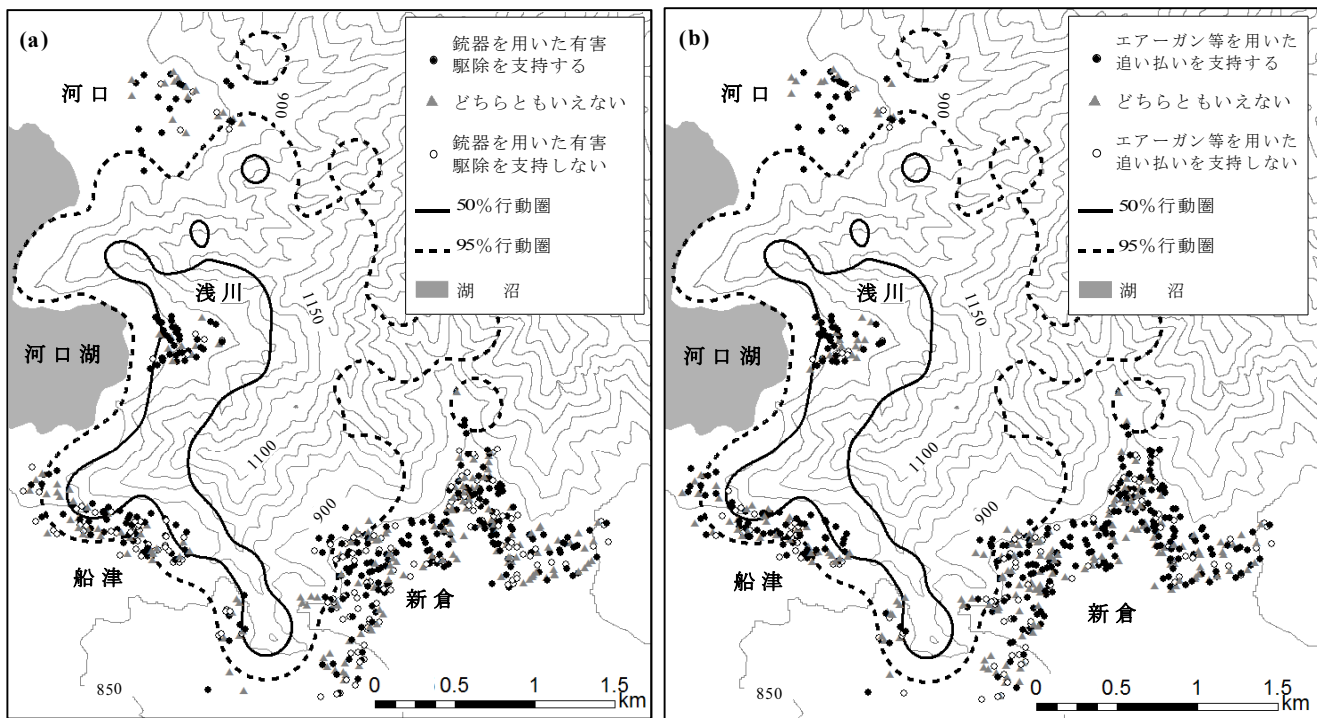 (a)
銃器を用いた有害
駆除を支持する
どちらともいえない
銃器を用いた有害
駆除を支持しない
50%行動圏
95%行動圏
湖 沼
河口
900
浅川
1150
河口湖
1100
900
船津
新倉
850
0 0.5 1 1.5
km
(b)
エアーガン等を用いた
追い払いを支持する
どちらともいえない
エアーガン等を用いた
追い払いを支持しない
50%行動圏
95%行動圏
湖 沼
河口
900
浅川
1150
河口湖
1100
900
船津
新倉
850
0 0.5 1 1.5
km